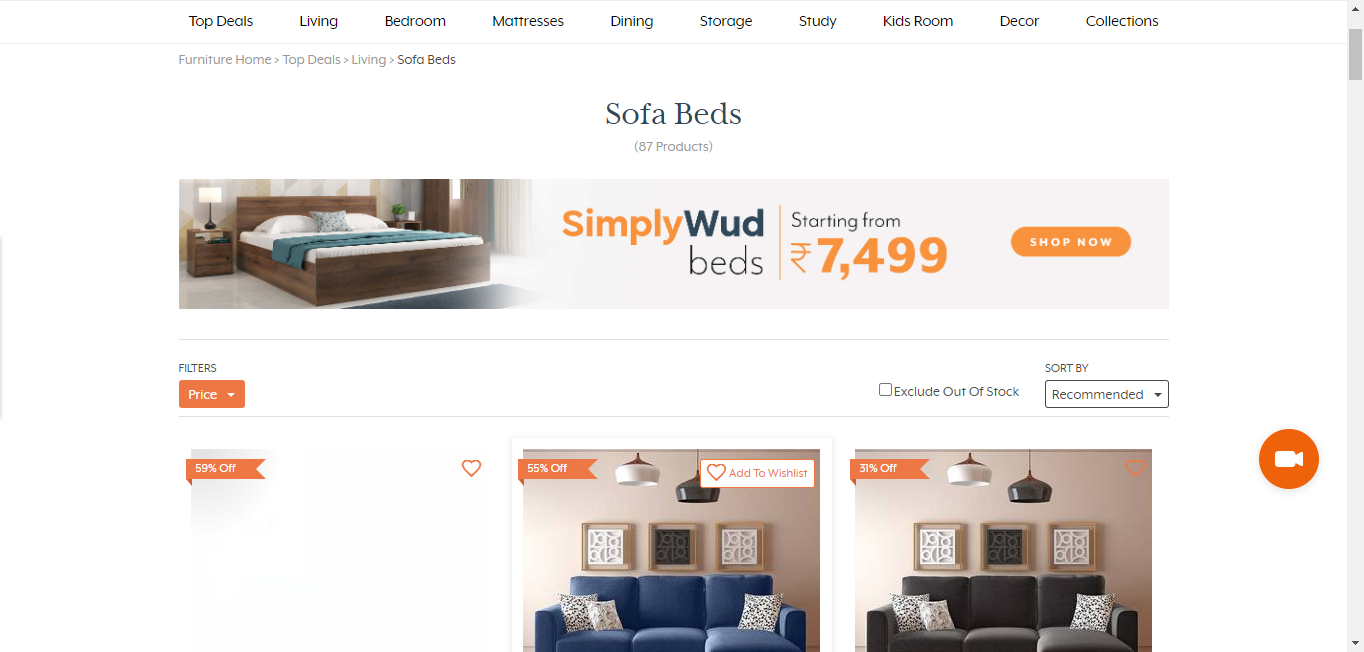 Top Deals Living Bedroom Mattresses Dining Storage Study Kids Room Decor Collections
Furniture Home > Top Deals > Living > Sofa Beds
Sofa Beds
(87 Products)
SimplyWud
beds
Starting from
₹7,499
SHOP NOW
FILTERS
Price
Exclude Out Of Stock
SORT BY
Recommended
59% Off
55% Off
Add To Wishlist
31% Off